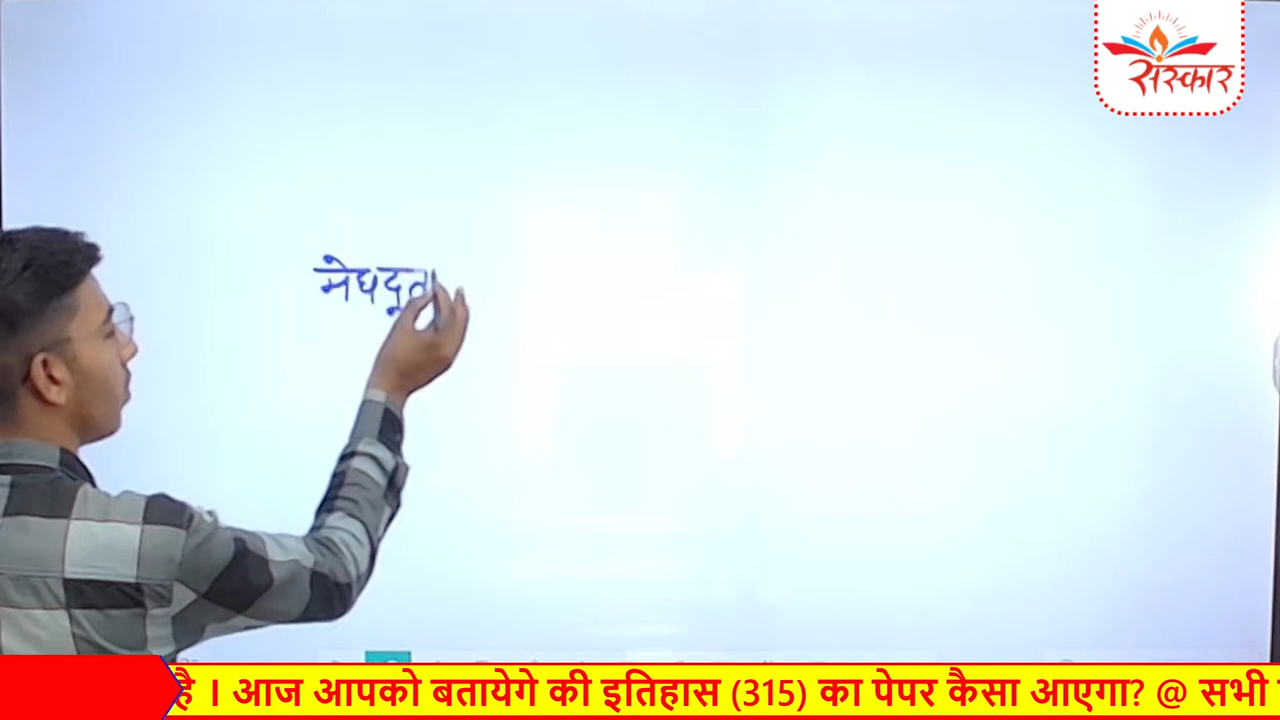 संस्कार
मेघदूत
है । आज आपको बतायेगे की इतिहास (315) का पेपर कैसा आएगा? @ सभी